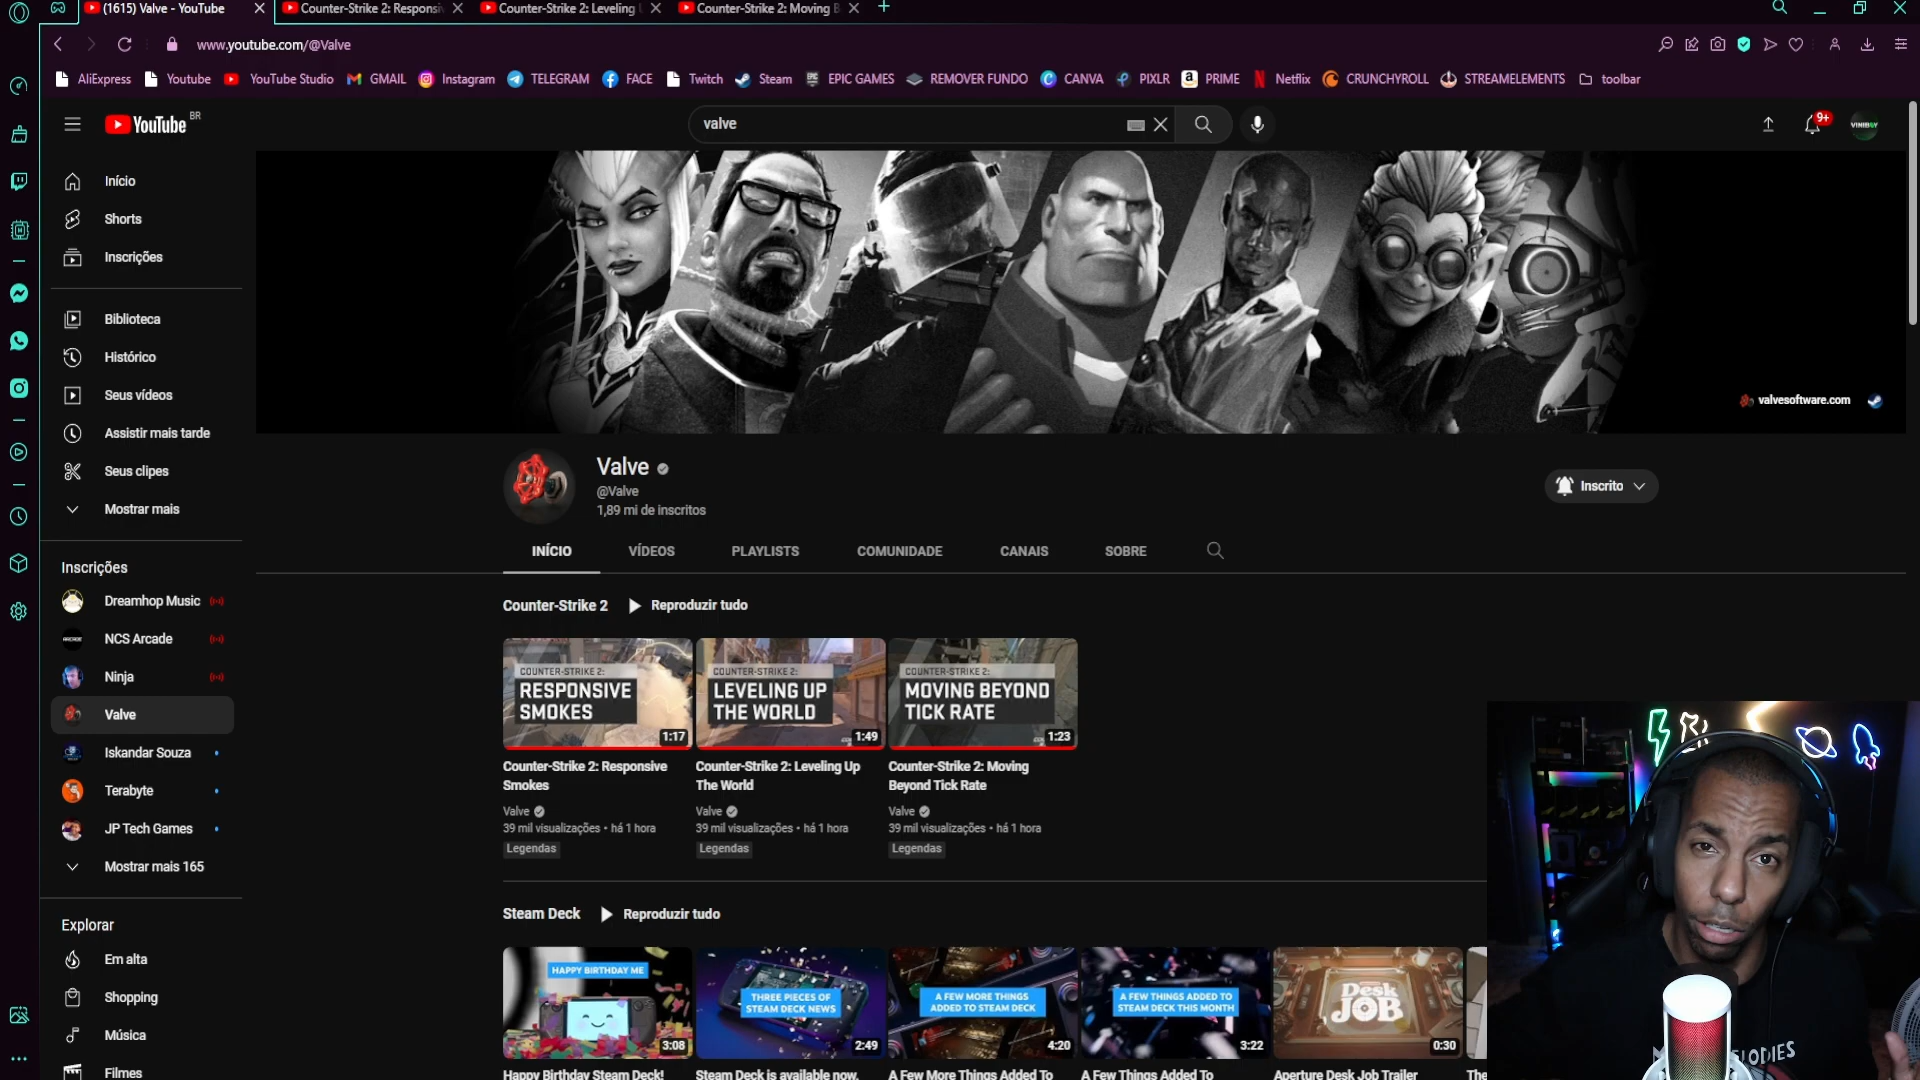 (1615) Valve - YouTube
Counter-Strike 2: Responsi
Counter-Strike 2: Leveling
Counter-Strike 2: Moving B
www.youtube.com/@Valve
AliExpress
Youtube
YouTube Studio
GMAIL
Instagram
TELEGRAM
FACE
Twitch
Steam
EPIC GAMES
REMOVER FUNDO
CANVA
PIXLR
PRIME
Netflix
CRUNCHYROLL
STREAMELEMENTS
toolbar
YouTube BR
valve
9+
VINIBOY
Início
Shorts
Inscrições
Biblioteca
Histórico
Seus vídeos
Assistir mais tarde
Seus clipes
Mostrar mais
Inscrições
Dreamhop Music
NCS Arcade
Ninja
Valve
Iskandar Souza
Terabyte
JP Tech Games
Mostrar mais 165
Explorar
Em alta
Shopping
Música
Filmes
valvesoftware.com
Valve
@Valve
1,89 mi de inscritos
Inscrito
INÍCIO
VÍDEOS
PLAYLISTS
COMUNIDADE
CANAIS
SOBRE
Counter-Strike 2
Reproduzir tudo
COUNTER-STRIKE 2:
RESPONSIVE
SMOKES
1:17
COUNTER-STRIKE 2:
LEVELING UP
THE WORLD
1:49
COUNTER-STRIKE 2:
MOVING BEYOND
TICK RATE
1:23
Counter-Strike 2: Responsive
Smokes
Valve
39 mil visualizações • há 1 hora
Legendas
Counter-Strike 2: Leveling Up
The World
Valve
39 mil visualizações • há 1 hora
Legendas
Counter-Strike 2: Moving
Beyond Tick Rate
Valve
39 mil visualizações • há 1 hora
Legendas
Steam Deck
Reproduzir tudo
HAPPY BIRTHDAY ME
3:08
THREE PIECES OF
STEAM DECK NEWS
2:49
A FEW MORE THINGS
ADDED TO STEAM DECK
4:20
A FEW THINGS ADDED TO
STEAM DECK THIS MONTH
3:22
Desk
JOB
0:30
Happy Birthday Steam Deck!
Steam Deck is available now.
A Few More Things Added To
A Few Things Added To
Aperture Desk Job Trailer
The